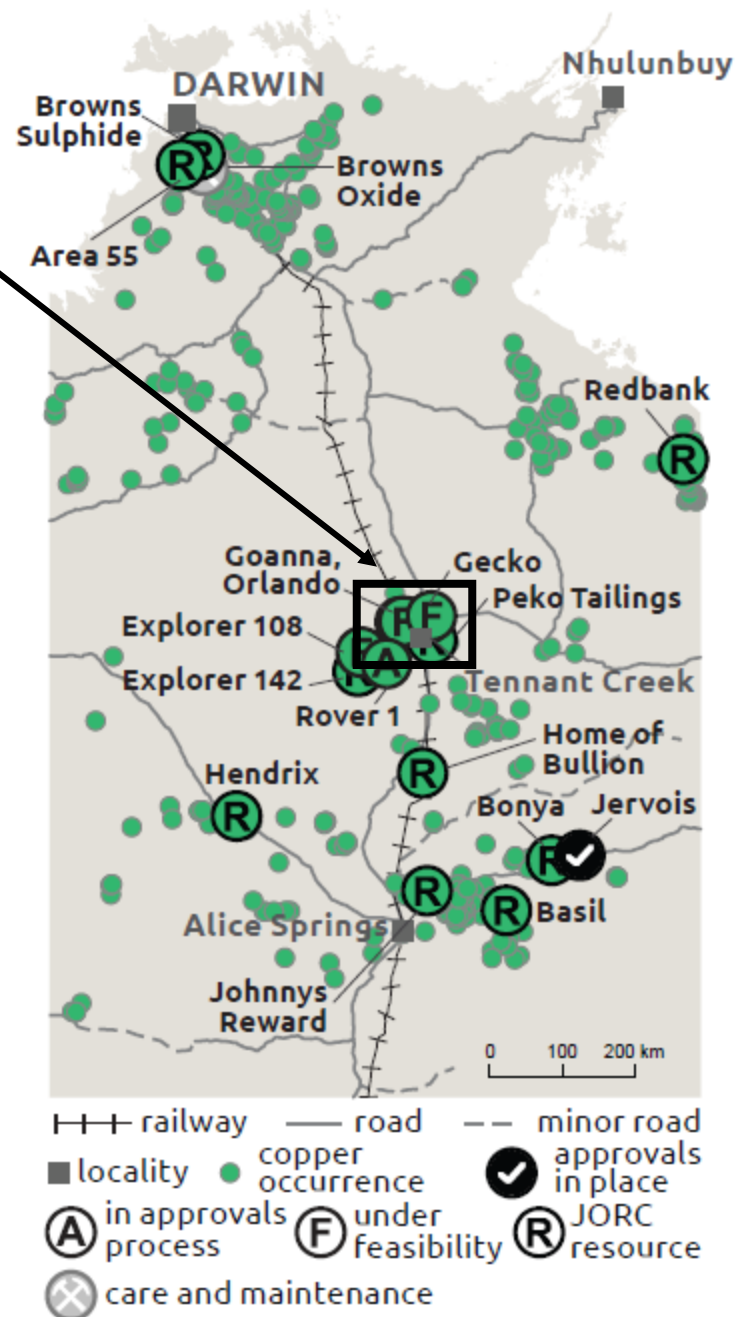 DARWIN
Nhulunbuy
Browns
Sulphide
R
R
Browns
Oxide
Area 55
Redbank
R
Goanna,
Orlando
Gecko
R
F
Peko Tailings
Explorer 108
R
R
A
R
Explorer 142
Tennant Creek
Rover 1
Home of
Bullion
R
Hendrix
R
Bonya
Jervois
R
R
R
Basil
Alice Springs
Johnnys
Reward
0 100 200 km
railway road minor road
locality copper
occurrence approvals
in place
A in approvals
process F under
feasibility R JORC
resource
care and maintenance